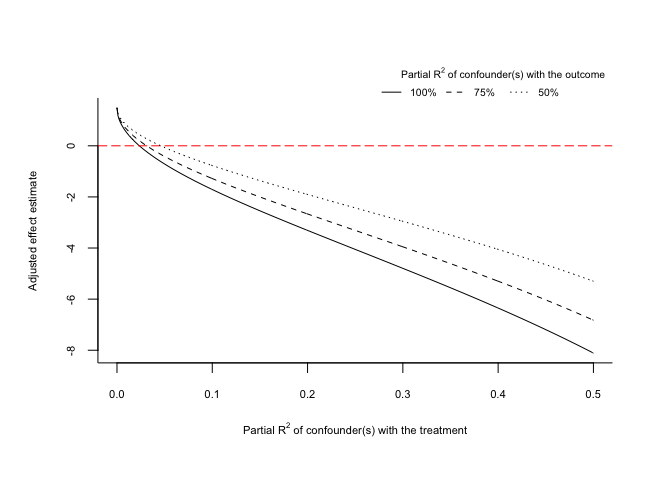 Partial R² of confounder(s) with the outcome
100% 75% 50%
Adjusted effect estimate
0
-2
-4
-6
-8
0.0 0.1 0.2 0.3 0.4 0.5
Partial R² of confounder(s) with the treatment